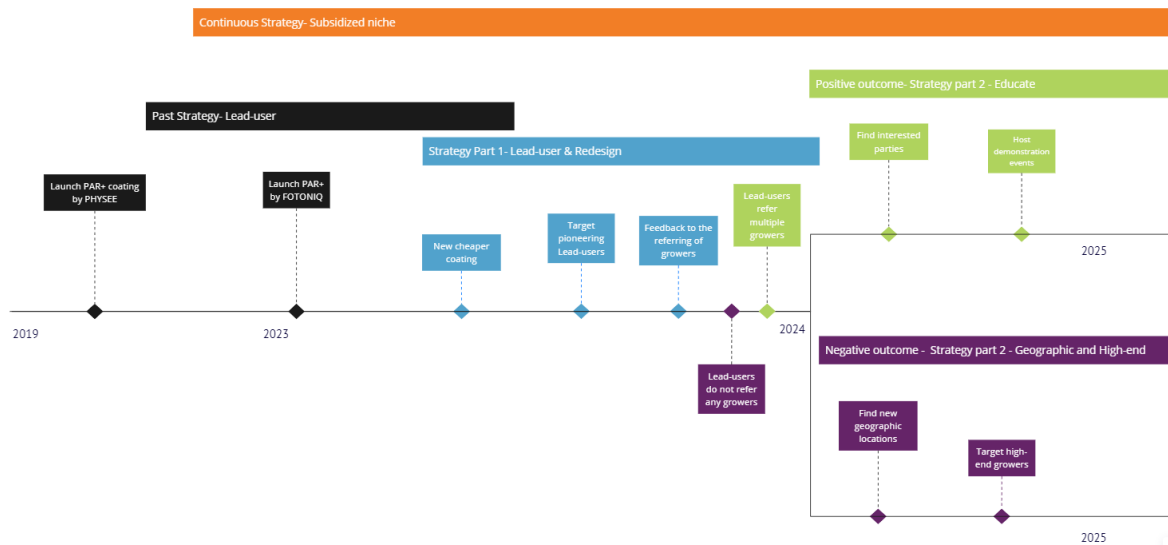 Continuous Strategy- Subsidized niche
Positive outcome- Strategy part 2 - Educate
Past Strategy- Lead-user
Strategy Part 1- Lead-user & Redesign
Find interested
parties
Host
demonstration
events
Launch PAR+ coating
by PHYSEE
Launch PAR+
by FOTONIQ
New cheaper
coating
Target
pioneering
Lead-users
Feedback to the
referring of
growers
Lead-users
refer
multiple
growers
2025
2019
2023
2024
Negative outcome - Strategy part 2 - Geographic and High-end
Lead-users
do not refer
any growers
Find new
geographic
locations
Target high-
end growers
2025